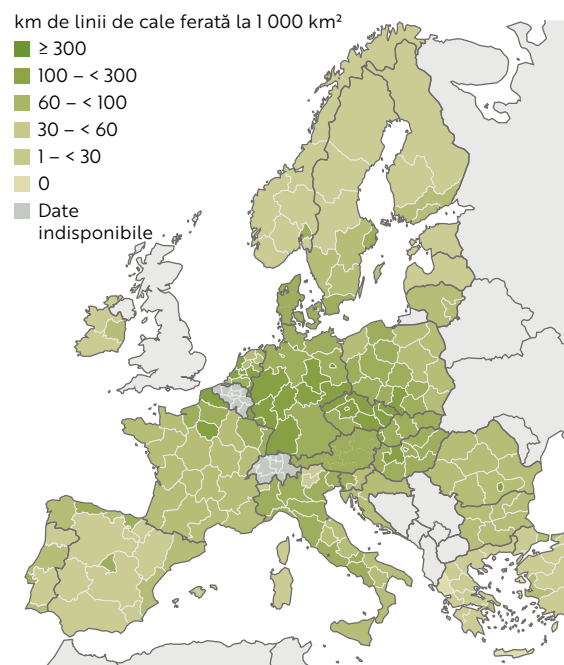 km de linii de cale ferată la 1 000 km²
≥ 300
100 – < 300
60 – < 100
30 – < 60
1 – < 30
0
Date
indisponibile